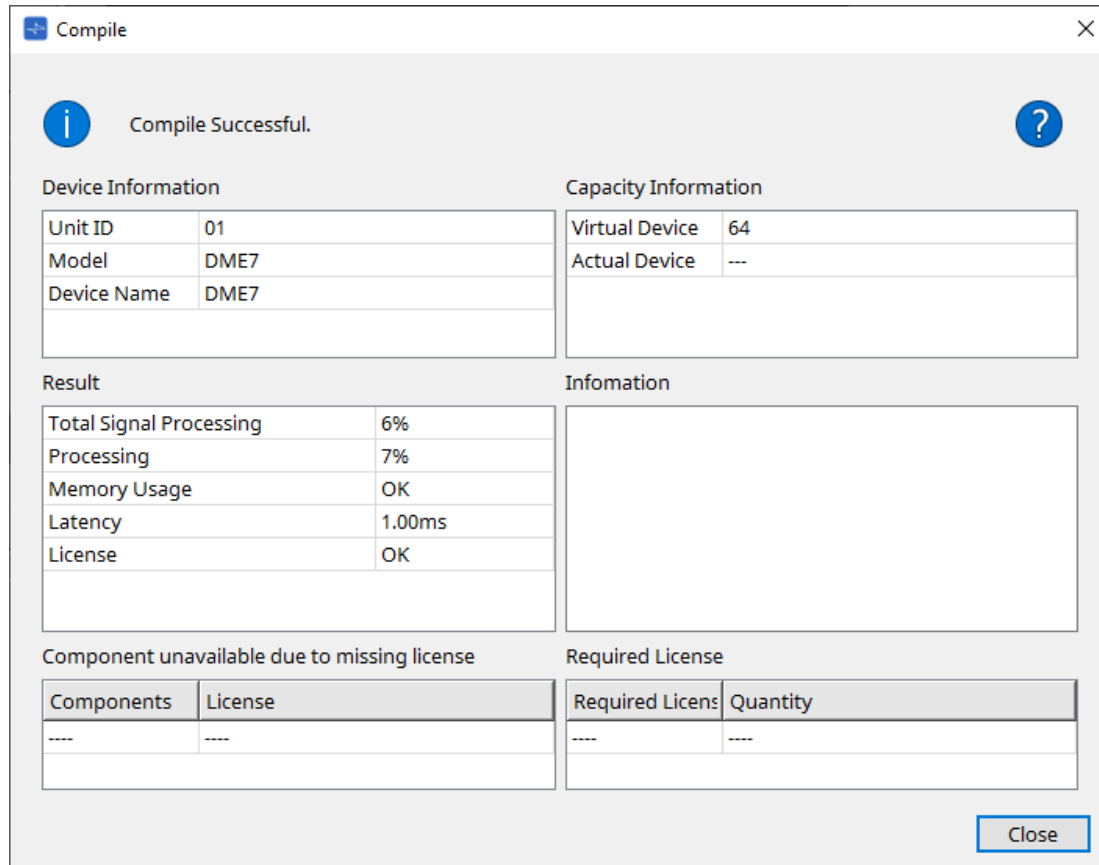 Compile
Compile Successful.
Device Information
Unit ID 01
Model DME7
Device Name DME7
Capacity Information
Virtual Device 64
Actual Device ---
Result
Total Signal Processing 6%
Processing 7%
Memory Usage OK
Latency 1.00ms
License OK
Infomation
Component unavailable due to missing license
Components License
---- ----
Required License
Required Licens Quantity
---- ----
Close